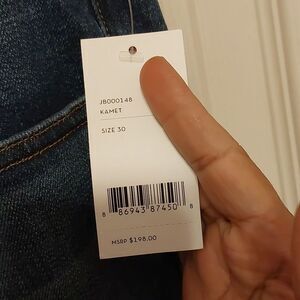 JB000148
KAMET
SIZE 30
8 86943 87450 8
MSRP $198.00